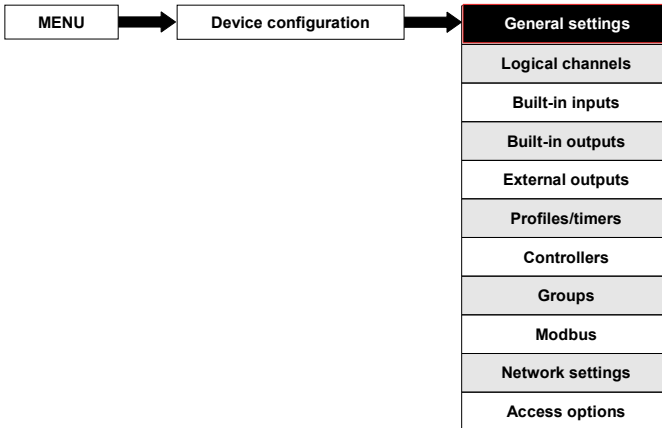 MENU
Device configuration
General settings
Logical channels
Built-in inputs
Built-in outputs
External outputs
Profiles/timers
Controllers
Groups
Modbus
Network settings
Access options